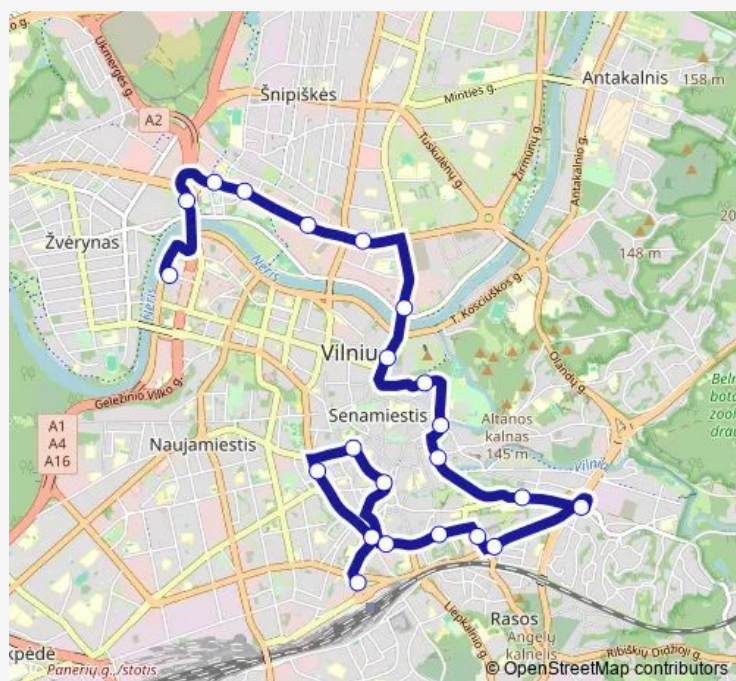 Ukmergės g.
Antakalnis
158 m
Šnipiškės
Minties g.
A2
Tuskulėnų g.
Žirmūnų g.
Antakalnio g.
20
Žvėrynas
148 m
Neris
Neris
T. Kosciuškos g.
Vilniu
Olandų g.
Geležinio Vilko g.
Senamiestis
Altanos
kalnas
145 m
A1
A4
A16
Naujamiestis
Vilnia
Liepkalnio g.
Rasos
Angelų
kalnelis
Ribiškių Didžioji g.
Panerių g./stotis
© OpenStreetMap contributors